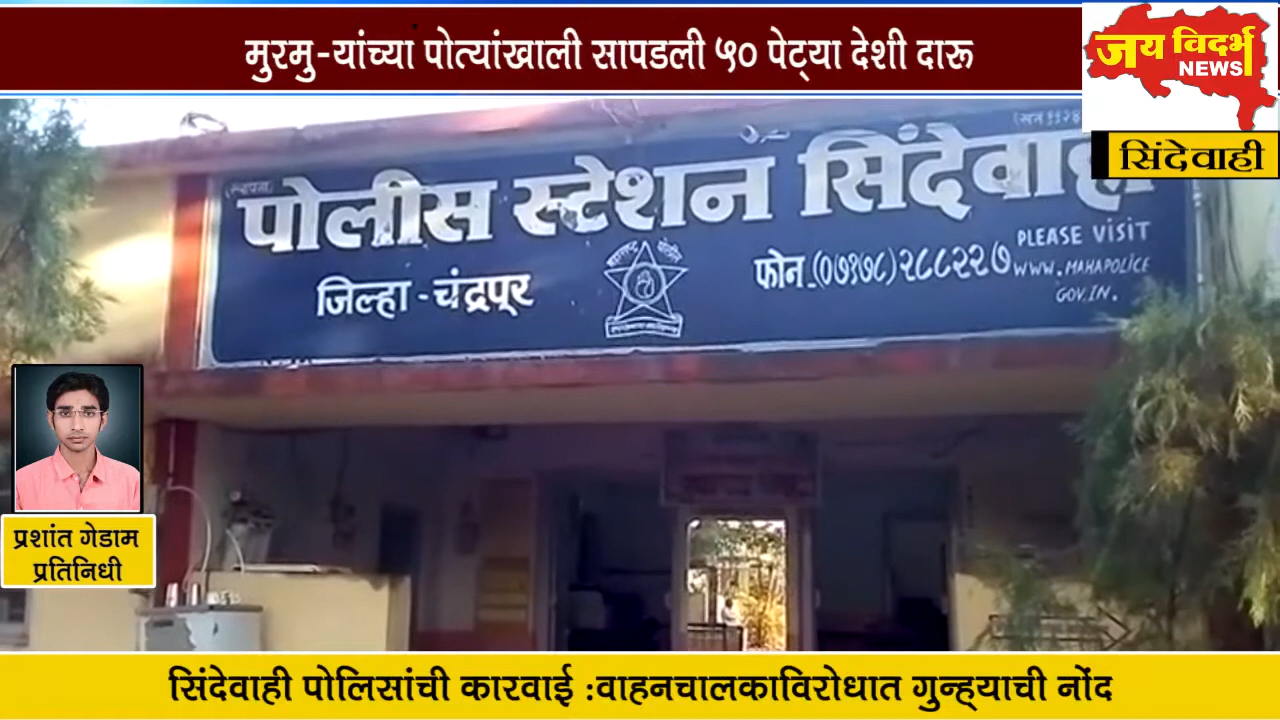 मुरमु-यांच्या पोत्यांखाली सापडली ५० पेट्या देशी दारू
जय विदर्भ
NEWS
सिंदेवाही
पोलीस स्टेशन सिंदेवाही
जिल्हा - चंद्रपूर
फोन.(०७१७८)२८८२२७
PLEASE VISIT
WWW.MAHAPOLICE
GOV.IN.
प्रशांत गेडाम
प्रतिनिधी
सिंदेवाही पोलिसांची कारवाई :वाहनचालकाविरोधात गुन्ह्याची नोंद